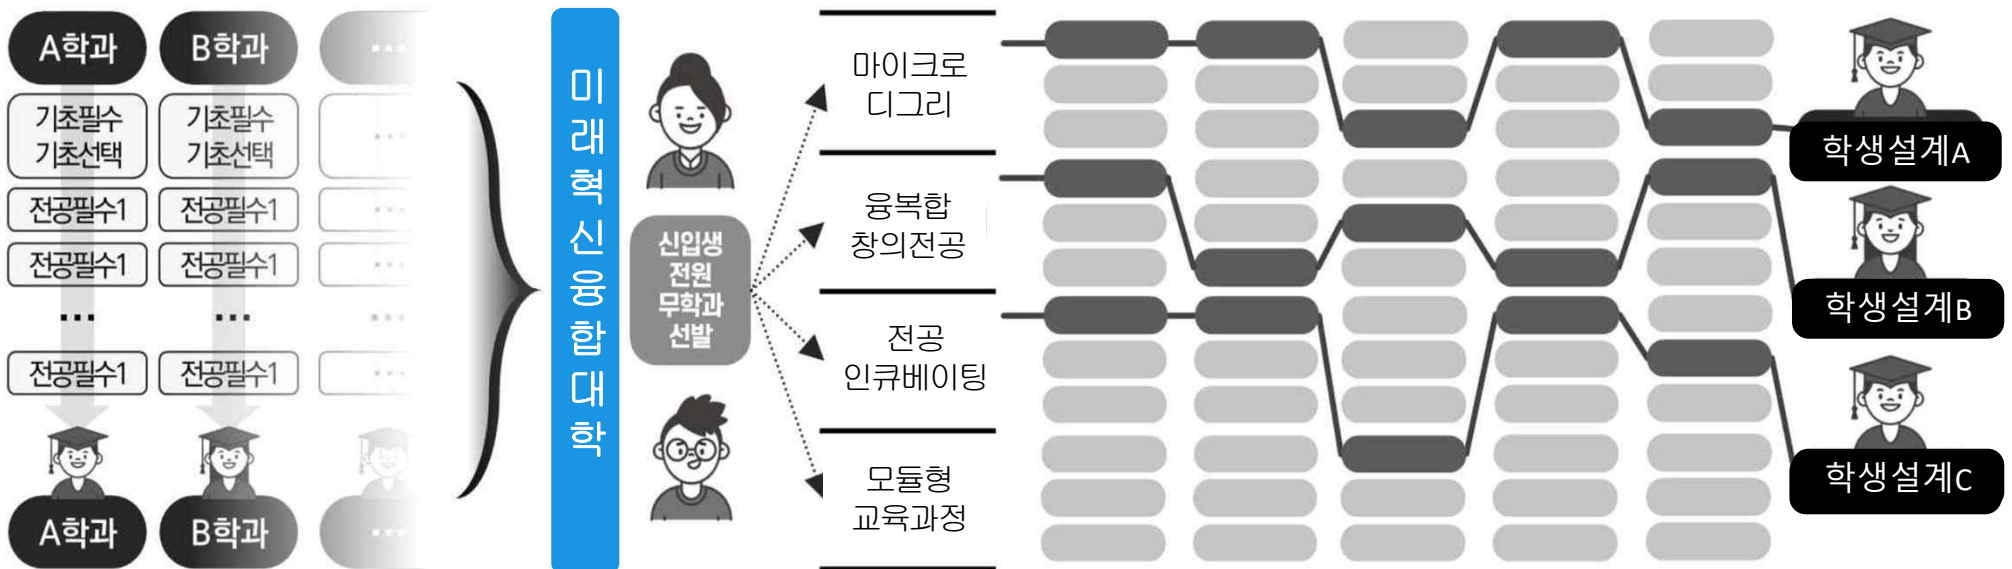 A학과
B학과
...
기초필수
기초선택
기초필수
기초선택
...
전공필수1
전공필수1
...
전공필수1
전공필수1
...
...
...
...
전공필수1
전공필수1
...
A학과
B학과
...
미래혁신융합대학
신입생
전원
무학과
선발
마이크로
디그리
융복합
창의전공
전공
인큐베이팅
모듈형
교육과정
학생설계A
학생설계B
학생설계C